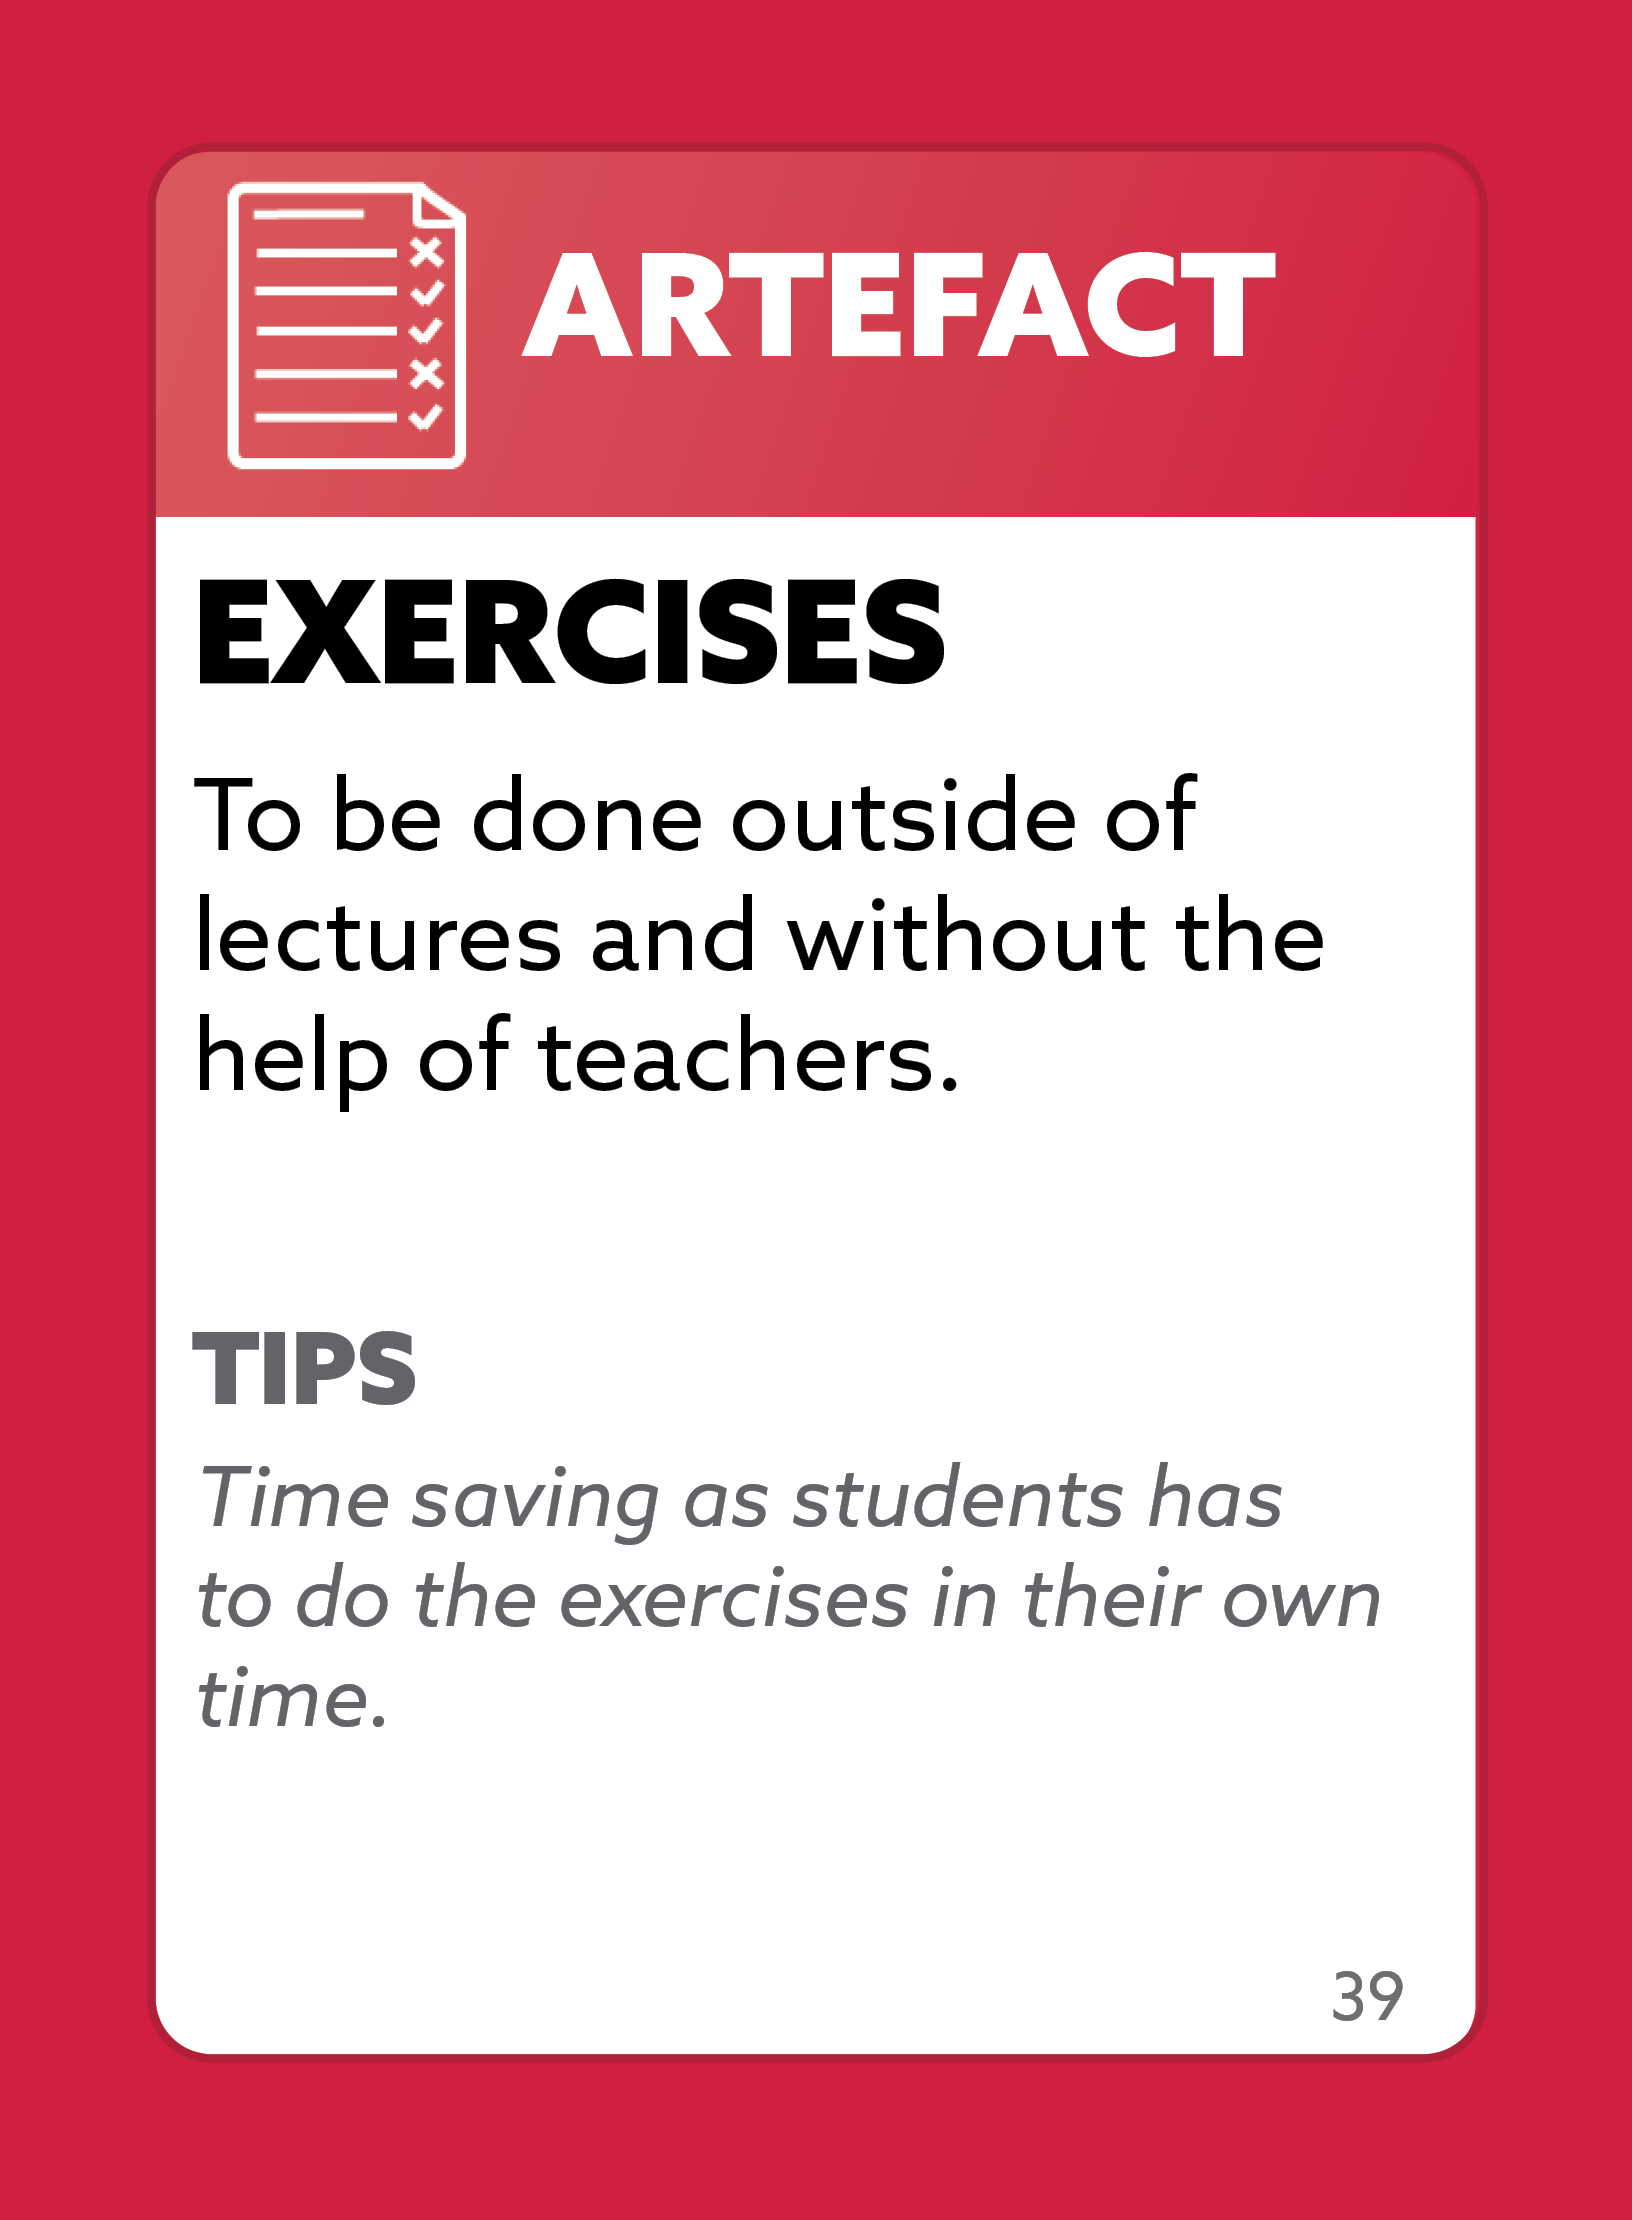 ARTEFACT
EXERCISES
To be done outside of
lectures and without the
help of teachers.
TIPS
Time saving as students has
to do the exercises in their own
time.
39